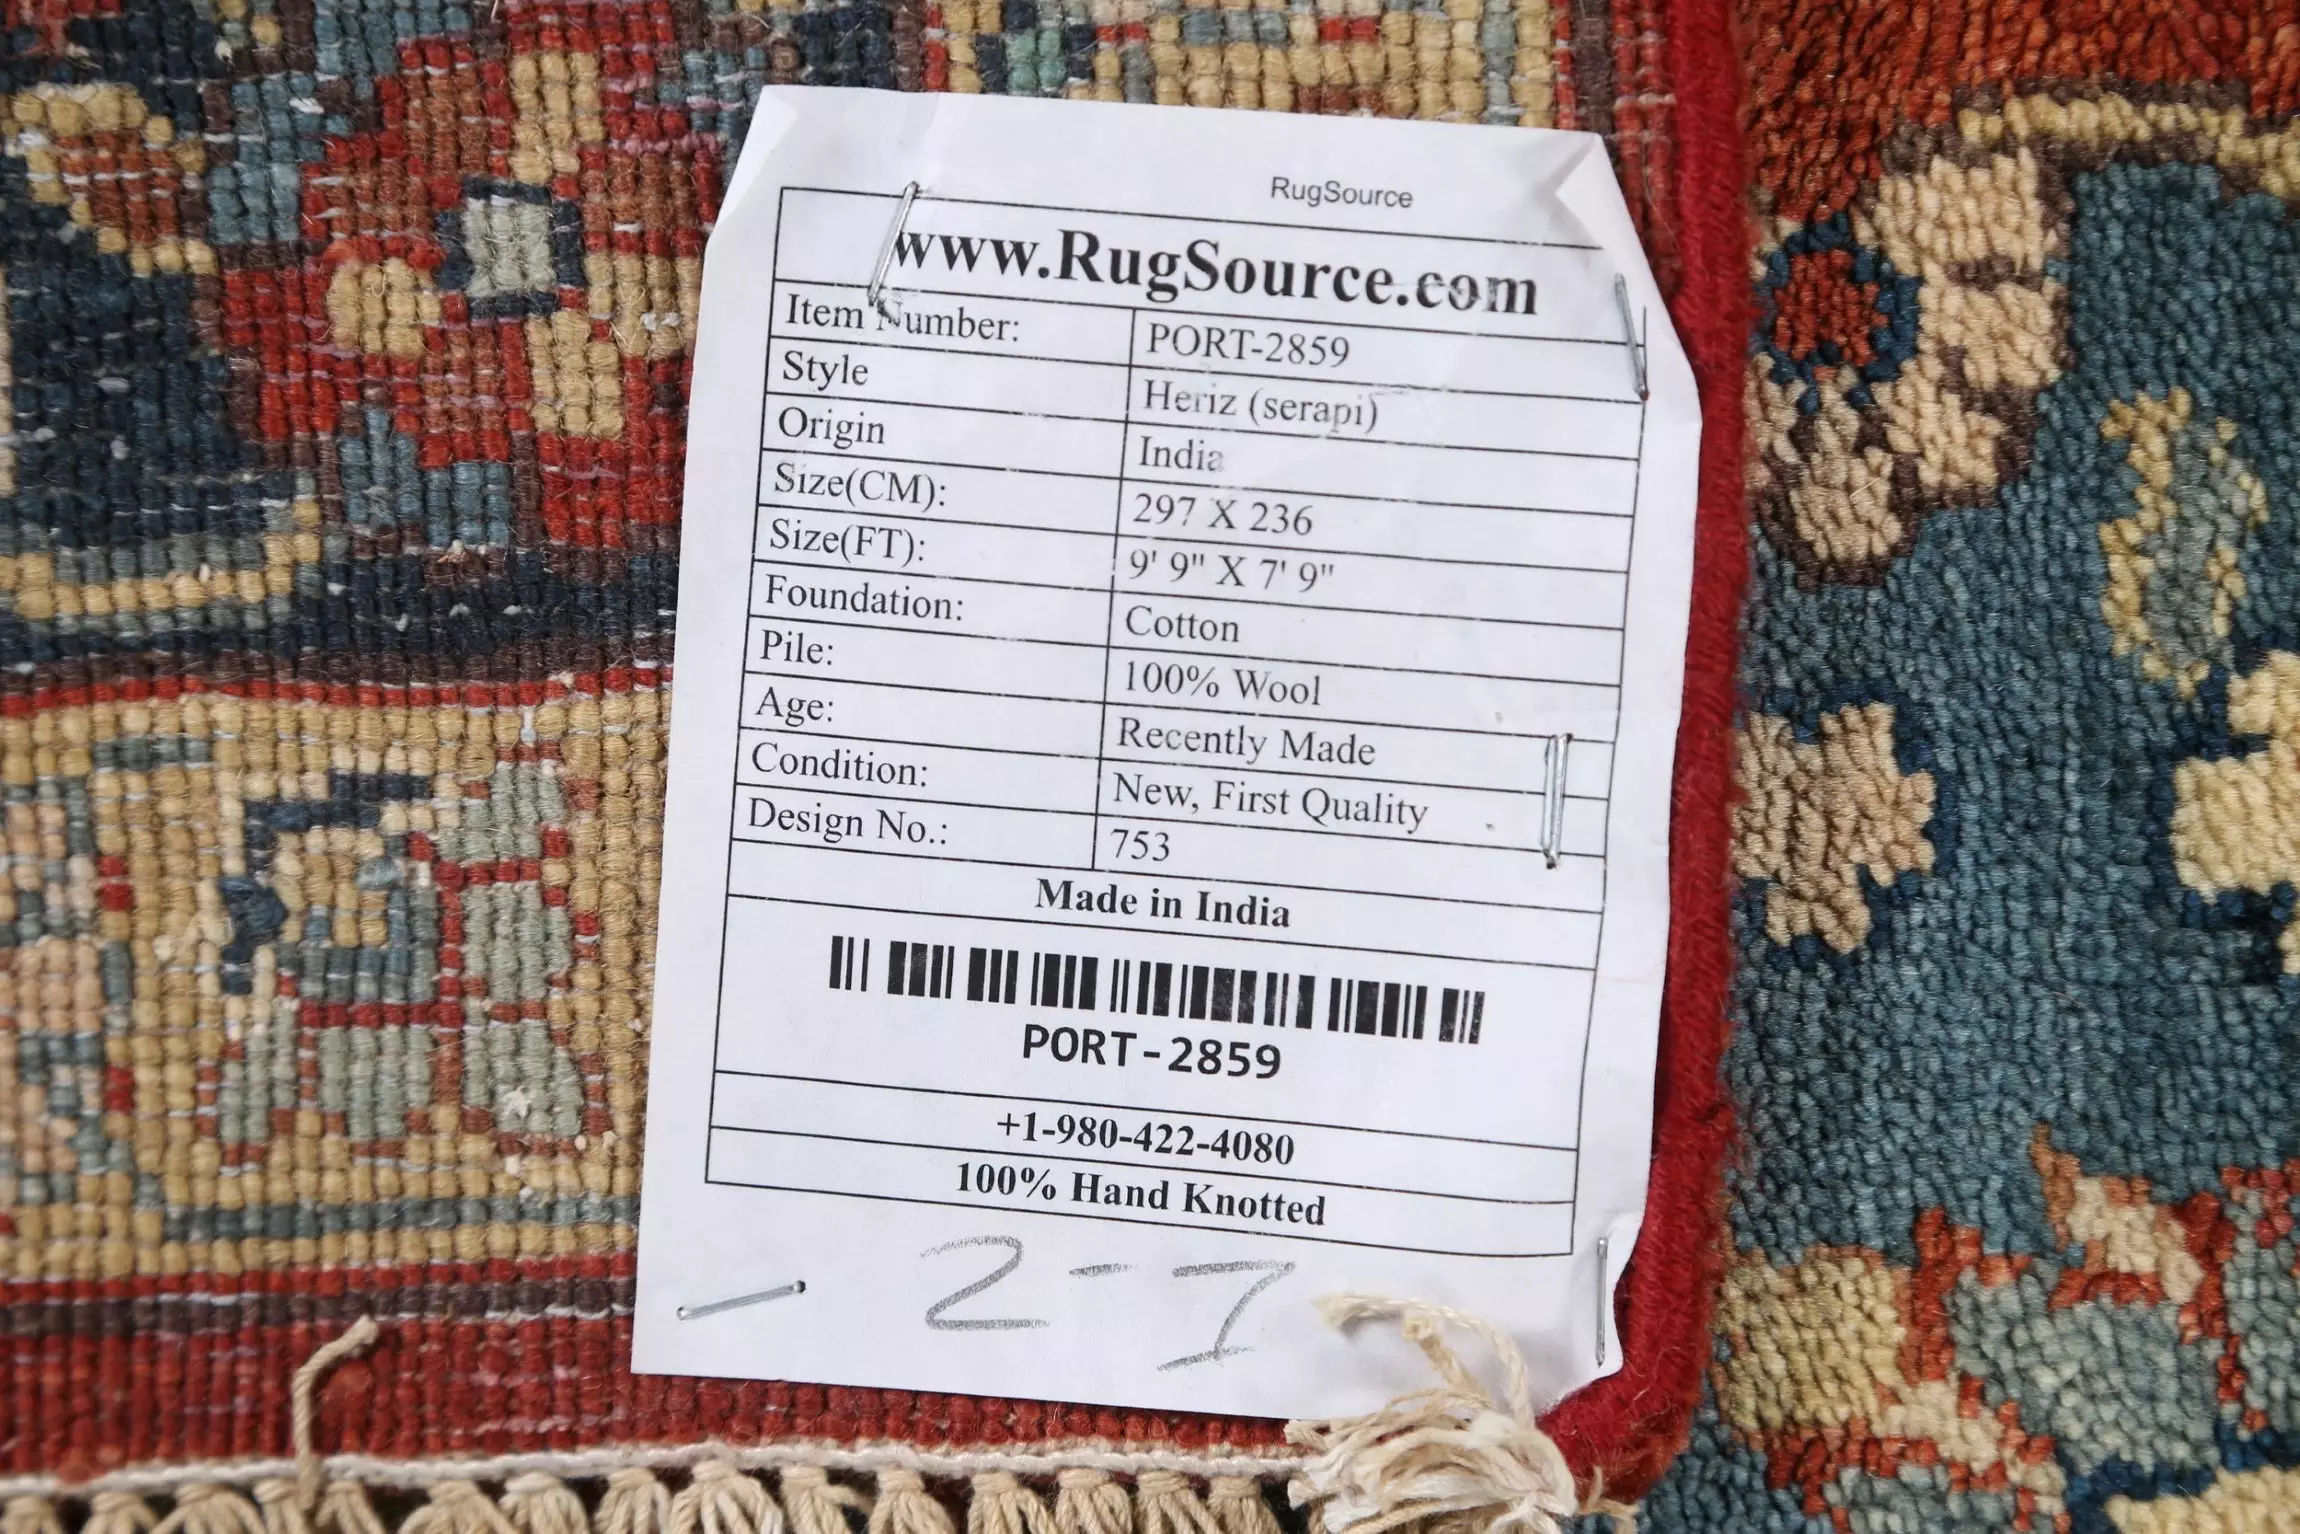 RugSource
www.RugSource.com
Item Number: PORT-2859
Style Heriz (serapi)
Origin India
Size(CM): 297 X 236
Size(FT): 9' 9" X 7' 9"
Foundation: Cotton
Pile: 100% Wool
Age: Recently Made
Condition: New, First Quality
Design No.: 753
Made in India
PORT-2859
+1-980-422-4080
100% Hand Knotted
2-7